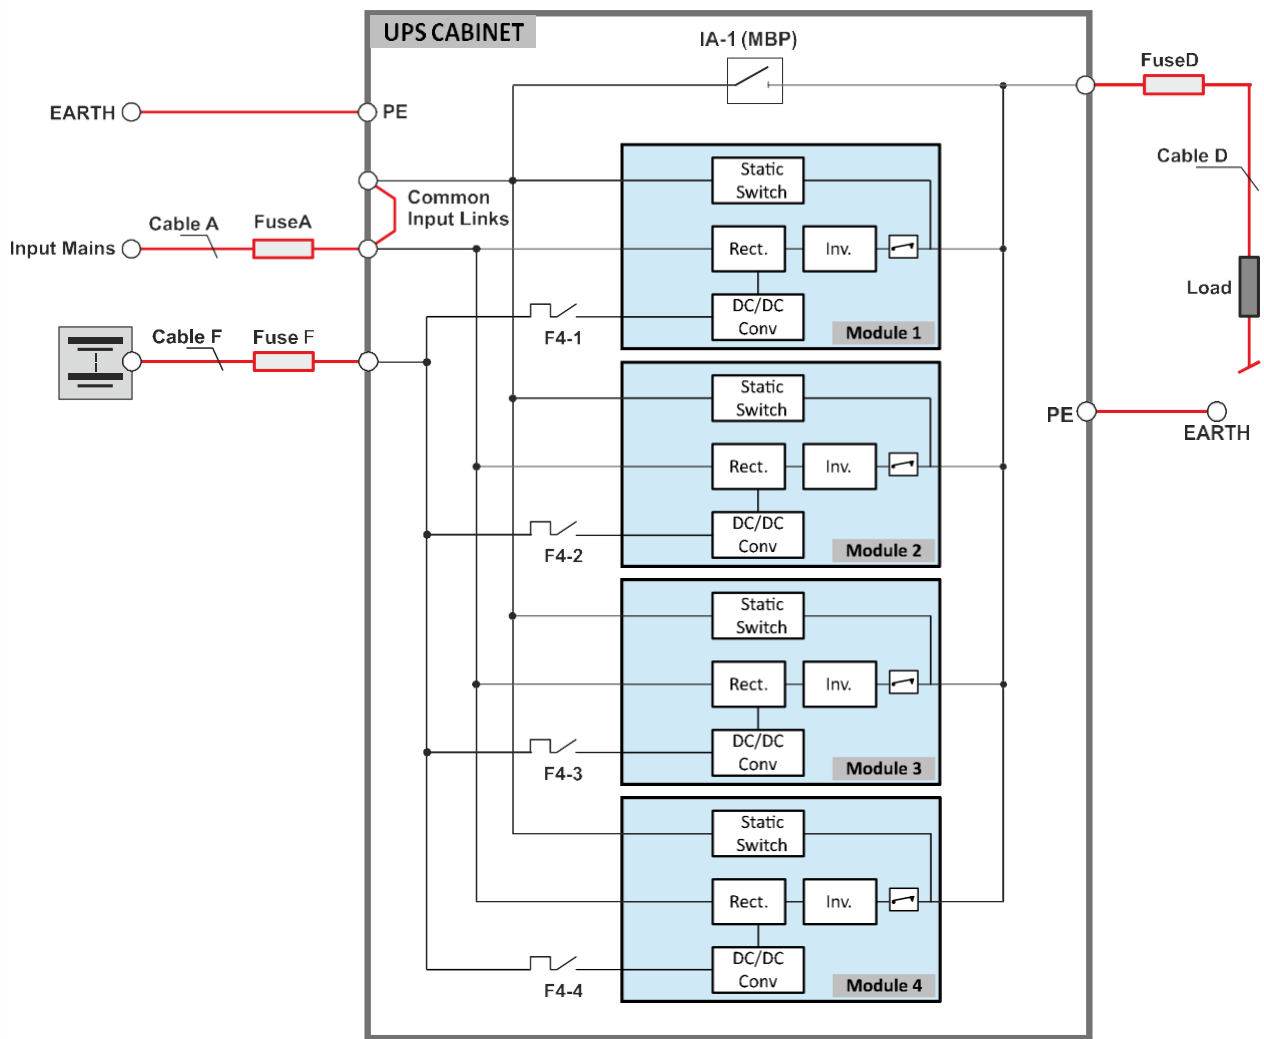 UPS CABINET
IA-1 (MBP)
FuseD
EARTH
PE
Cable D
Common
Input Links
Cable A
FuseA
Input Mains
Static
Switch
Rect.
Inv.
DC/DC
Conv
Module 1
F4-1
Load
Cable F
Fuse F
Static
Switch
Rect.
Inv.
DC/DC
Conv
Module 2
F4-2
PE
EARTH
Static
Switch
Rect.
Inv.
DC/DC
Conv
Module 3
F4-3
Static
Switch
Rect.
Inv.
DC/DC
Conv
Module 4
F4-4